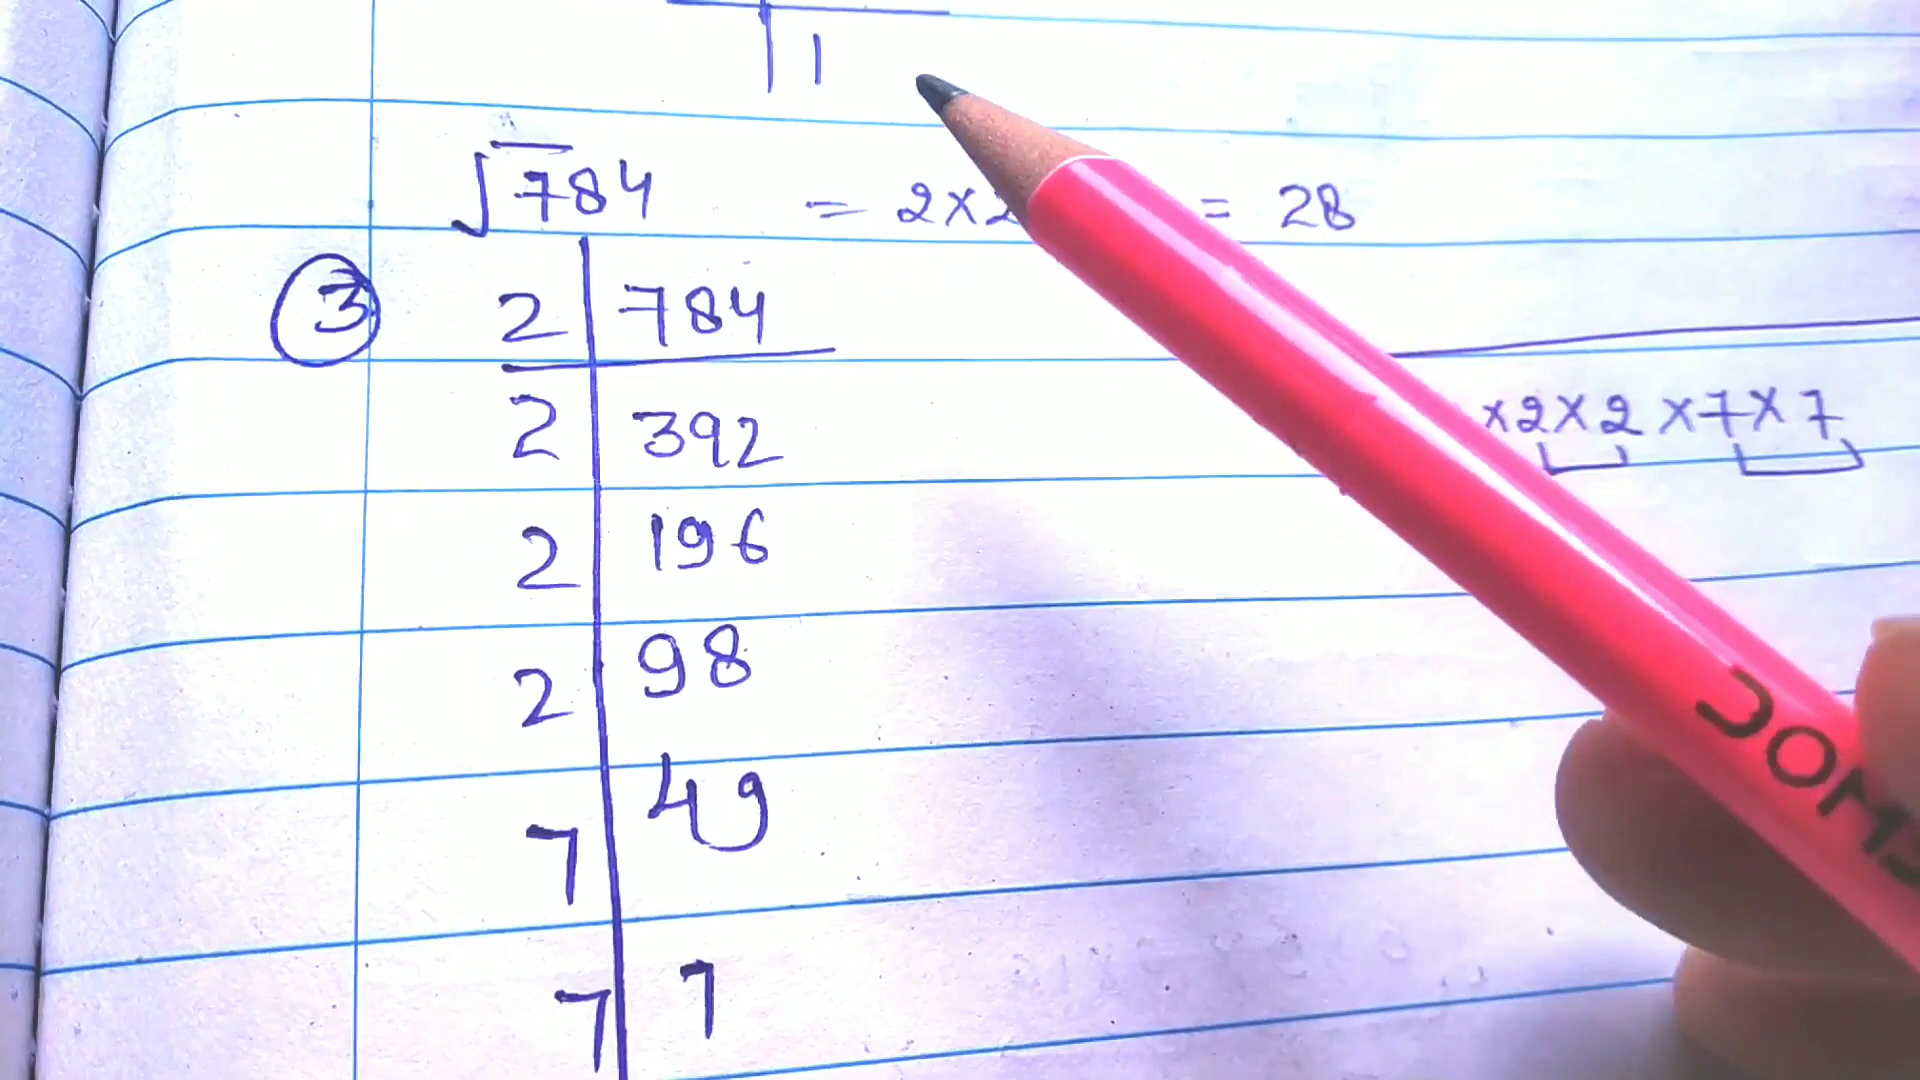 1
√784 = 2×2 = 28
③ 2 | 784
×2×2×7×7
2 | 392
2 | 196
2 | 98
7 | 49
7 | 7